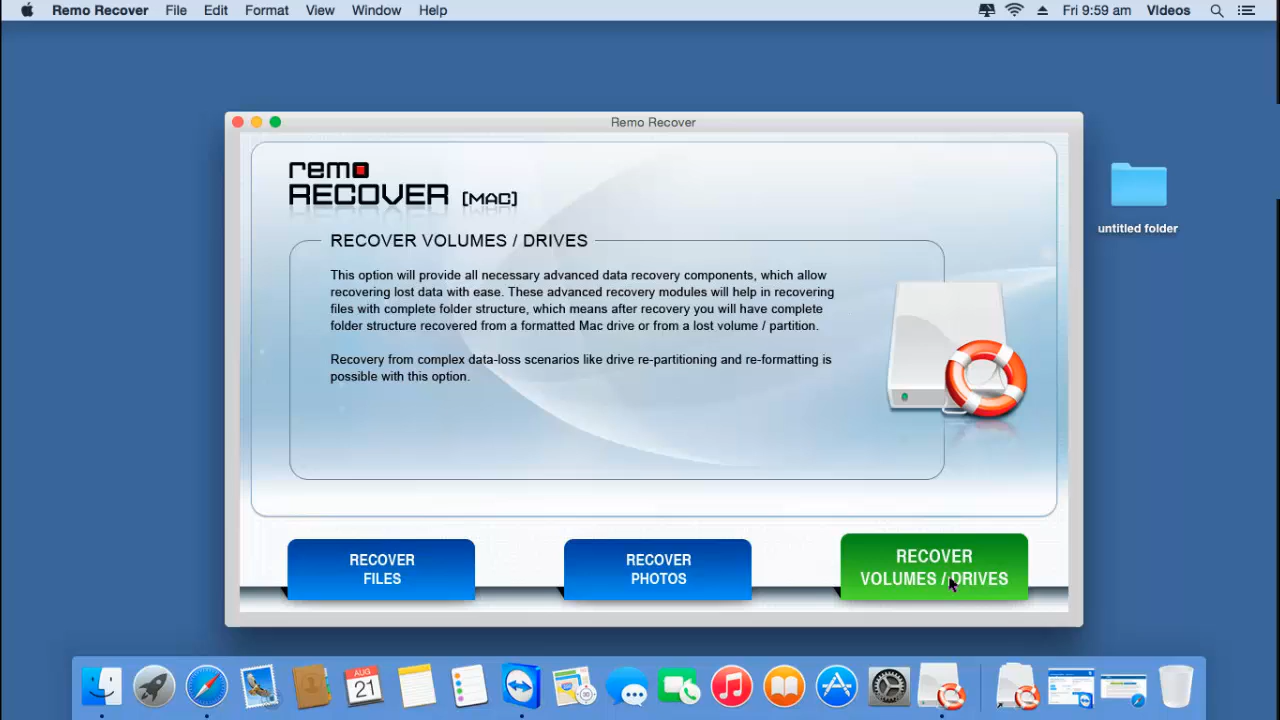 Remo Recover File Edit Format View Window Help Fri 9:59 am Videos
Remo Recover
remo
RECOVER [MAC]
RECOVER VOLUMES / DRIVES
This option will provide all necessary advanced data recovery components, which allow
recovering lost data with ease. These advanced recovery modules will help in recovering
files with complete folder structure, which means after recovery you will have complete
folder structure recovered from a formatted Mac drive or from a lost volume / partition.
Recovery from complex data-loss scenarios like drive re-partitioning and re-formatting is
possible with this option.
untitled folder
RECOVER
FILES
RECOVER
PHOTOS
RECOVER
VOLUMES / DRIVES
AUG
21